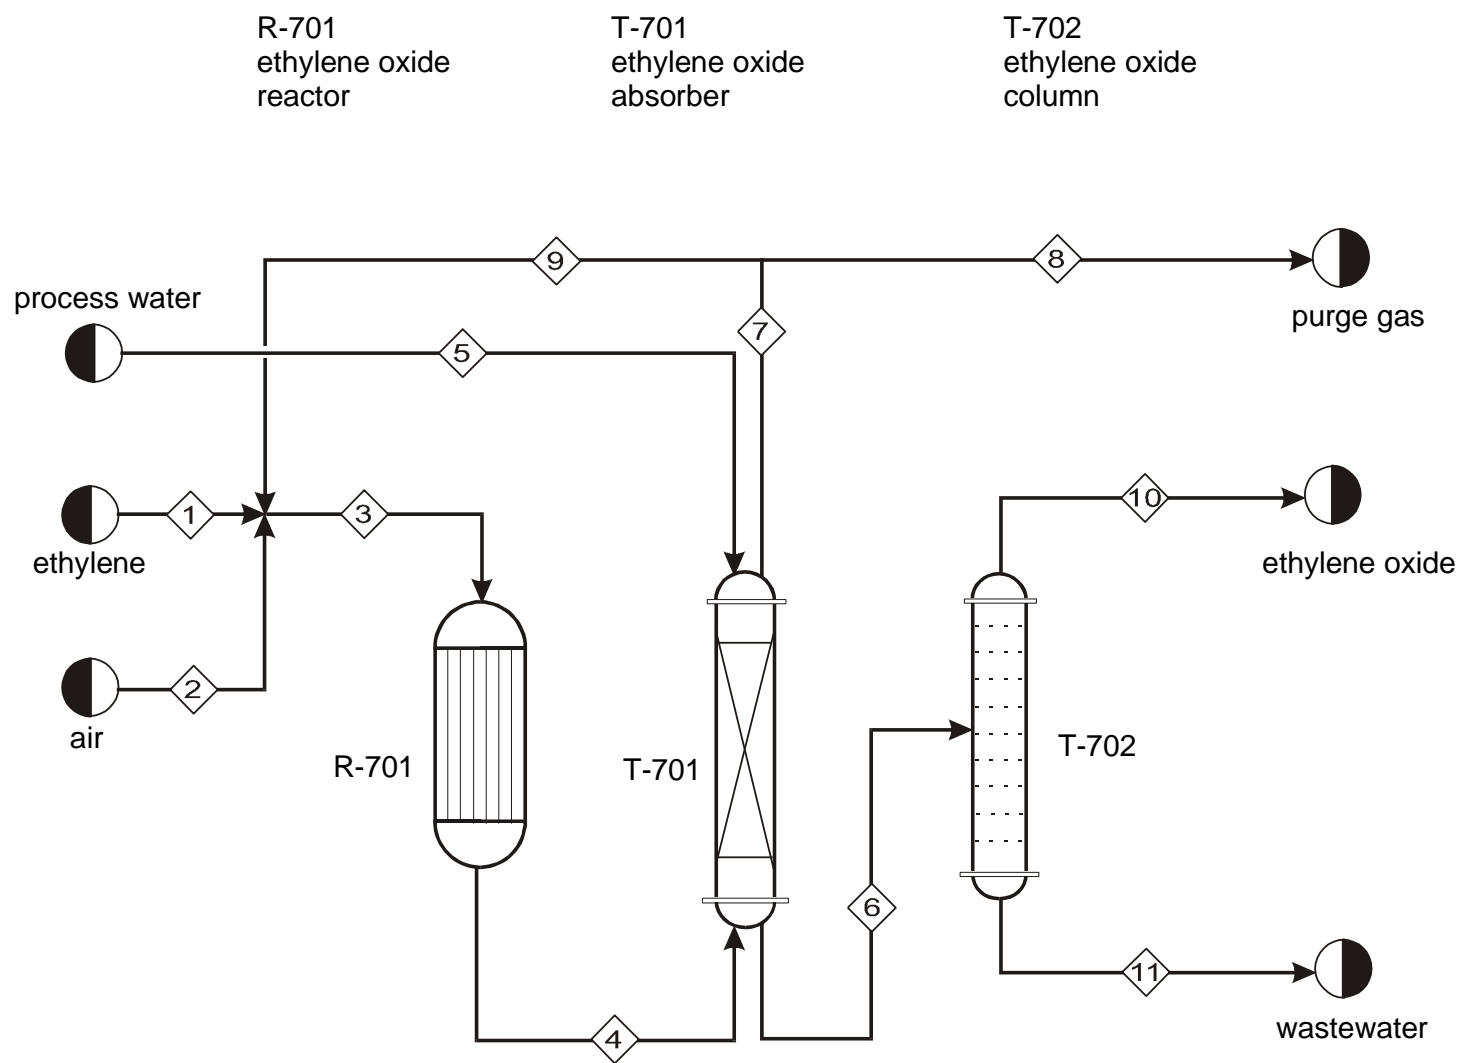 R-701
ethylene oxide
reactor
T-701
ethylene oxide
absorber
T-702
ethylene oxide
column
9
8
process water
purge gas
7
5
1
3
ethylene
10
ethylene oxide
2
air
R-701
T-701
T-702
6
11
wastewater
4